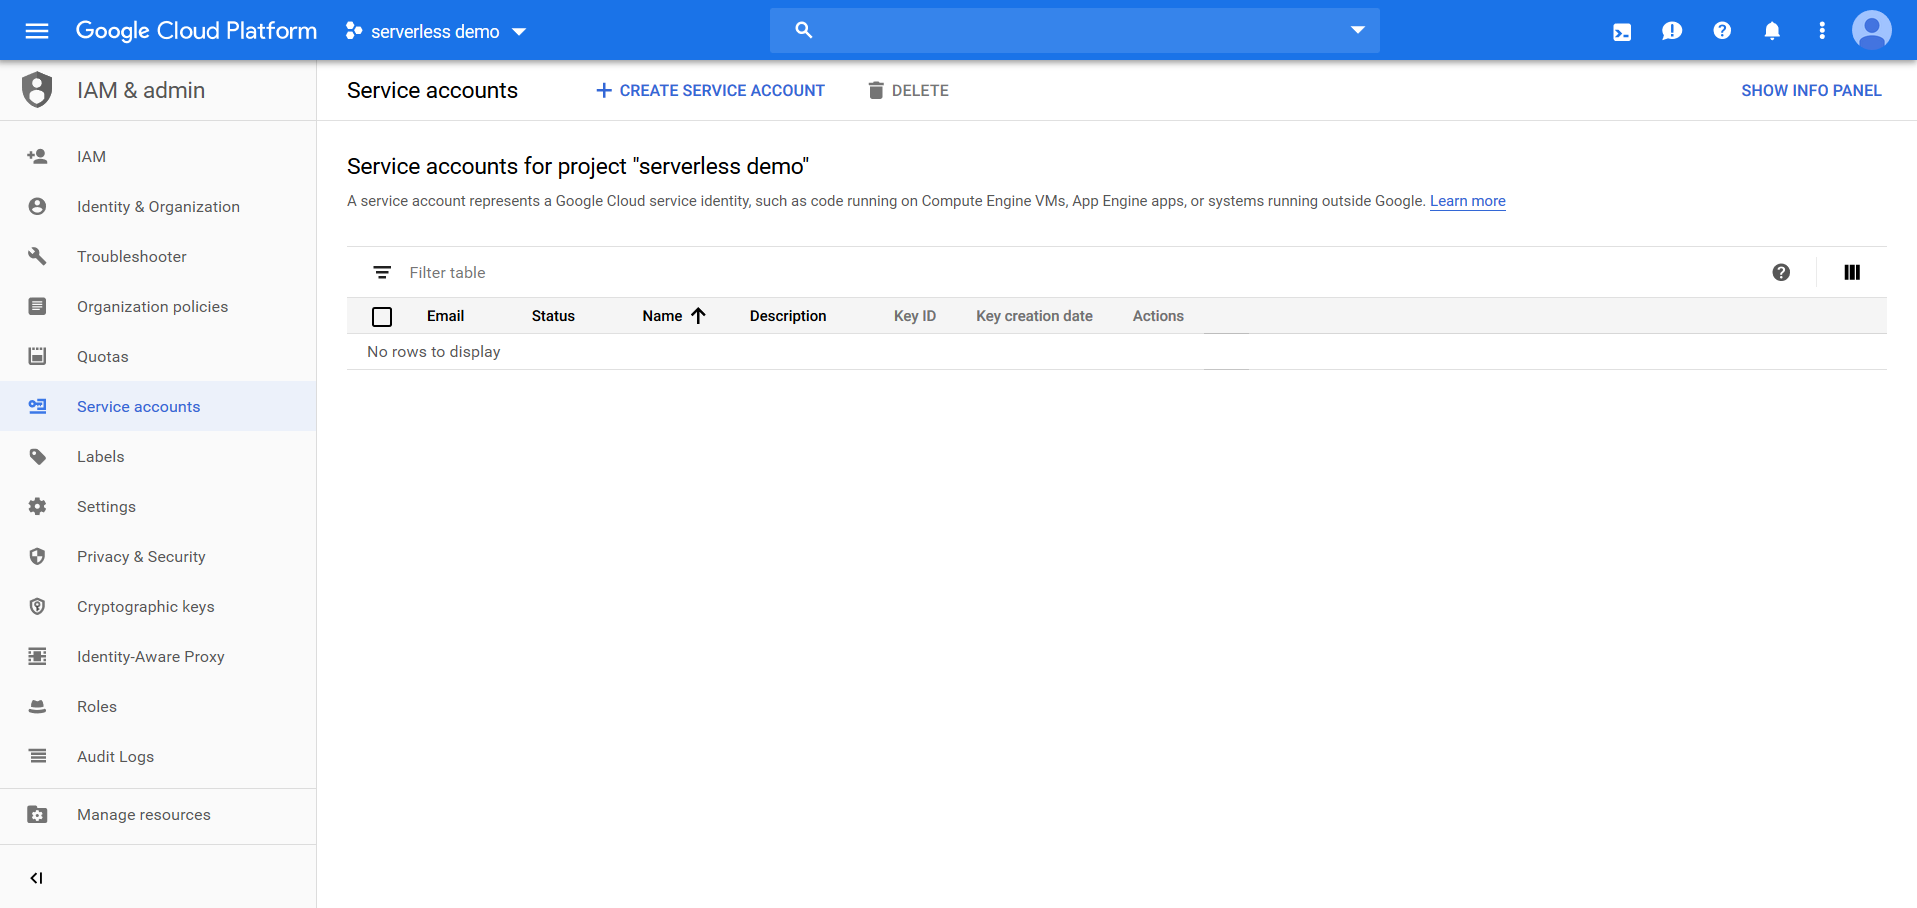 Google Cloud Platform
serverless demo
IAM & admin
Service accounts
CREATE SERVICE ACCOUNT
DELETE
SHOW INFO PANEL
IAM
Identity & Organization
Troubleshooter
Organization policies
Quotas
Service accounts
Labels
Settings
Privacy & Security
Cryptographic keys
Identity-Aware Proxy
Roles
Audit Logs
Manage resources
Service accounts for project "serverless demo"
A service account represents a Google Cloud service identity, such as code running on Compute Engine VMs, App Engine apps, or systems running outside Google. Learn more
Filter table
Email Status Name Description Key ID Key creation date Actions
No rows to display